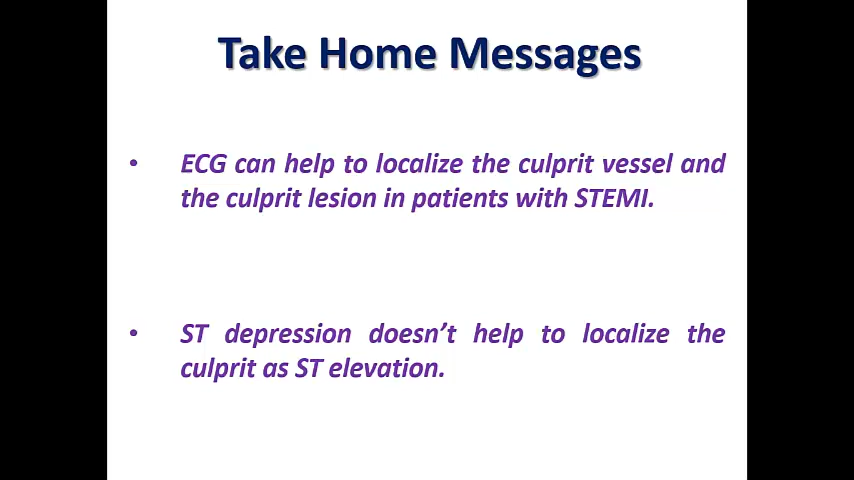 Take Home Messages
• ECG can help to localize the culprit vessel and
the culprit lesion in patients with STEMI.
• ST depression doesn't help to localize the
culprit as ST elevation.